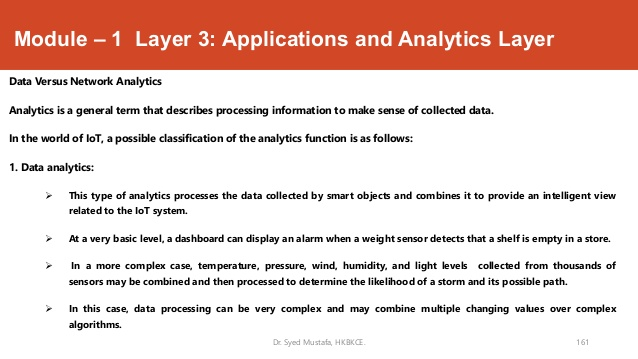 Module – 1 Layer 3: Applications and Analytics Layer
Data Versus Network Analytics
Analytics is a general term that describes processing information to make sense of collected data.
In the world of IoT, a possible classification of the analytics function is as follows:
1. Data analytics:
➢ This type of analytics processes the data collected by smart objects and combines it to provide an intelligent view
related to the IoT system.
➢ At a very basic level, a dashboard can display an alarm when a weight sensor detects that a shelf is empty in a store.
➢ In a more complex case, temperature, pressure, wind, humidity, and light levels collected from thousands of
sensors may be combined and then processed to determine the likelihood of a storm and its possible path.
➢ In this case, data processing can be very complex and may combine multiple changing values over complex
algorithms.
Dr. Syed Mustafa, HKBKCE. 161